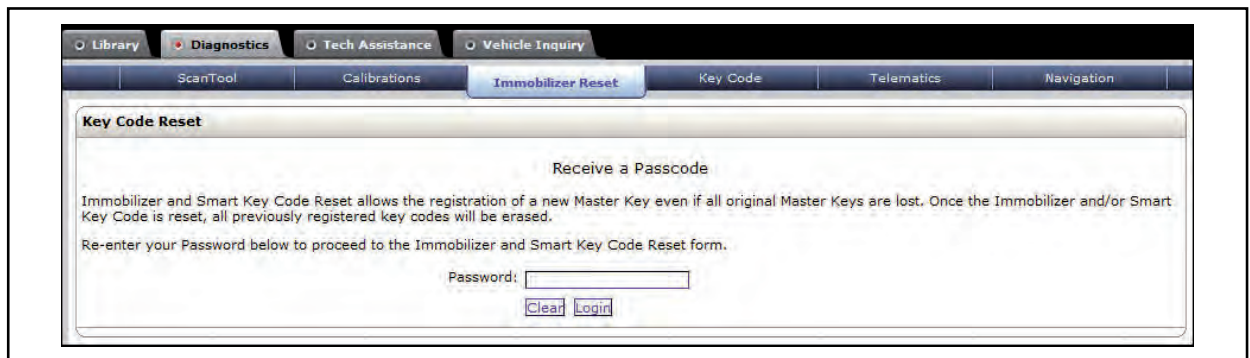 Library Diagnostics Tech Assistance Vehicle Inquiry
ScanTool Calibrations Immobilizer Reset Key Code Telematics Navigation
Key Code Reset
Receive a Passcode
Immobilizer and Smart Key Code Reset allows the registration of a new Master Key even if all original Master Keys are lost. Once the Immobilizer and/or Smart
Key Code is reset, all previously registered key codes will be erased.
Re-enter your Password below to proceed to the Immobilizer and Smart Key Code Reset form.
Password:
Clear Login